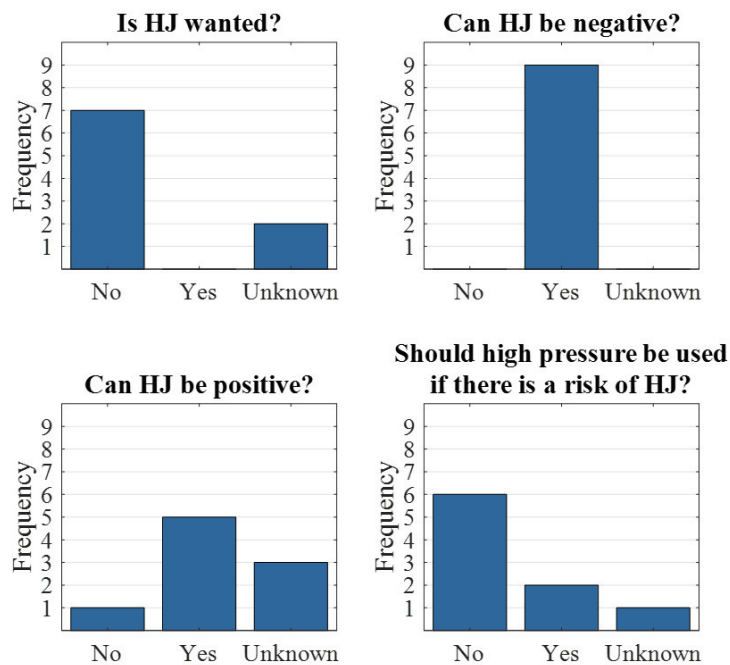 Is HJ wanted?
Frequency
9
8
7
6
5
4
3
2
1
No Yes Unknown
Can HJ be negative?
Frequency
9
8
7
6
5
4
3
2
1
No Yes Unknown
Can HJ be positive?
Frequency
9
8
7
6
5
4
3
2
1
No Yes Unknown
Should high pressure be used
if there is a risk of HJ?
Frequency
9
8
7
6
5
4
3
2
1
No Yes Unknown